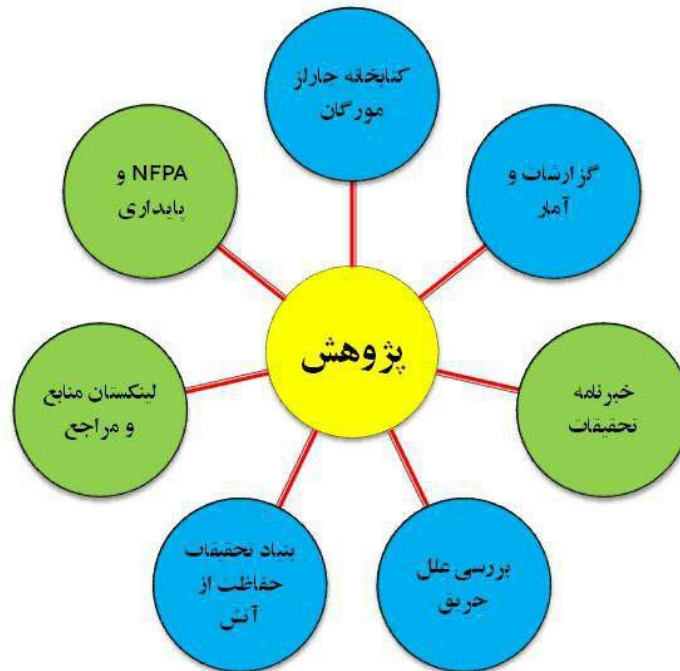 کتابخانه چارلز
مورگان
گزارشات و
آمار
خبرنامه
تحقیقات
بررسی علل
حریق
بنیاد تحقیقات
حفاظت از
آتش
لینکستان منابع
و مراجع
NFPA و
پایداری
پژوهش